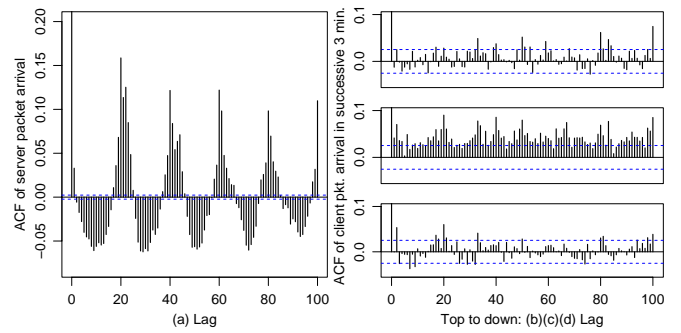 ACF of server packet arrival
0.20
0.15
0.10
0.05
0.00
−0.05
0 20 40 60 80 100
(a) Lag
ACF of client pkt. arrival in successive 3 min.
0.1
0.0
0.1
0.0
0.1
0.0
0 20 40 60 80 100
Top to down: (b)(c)(d) Lag